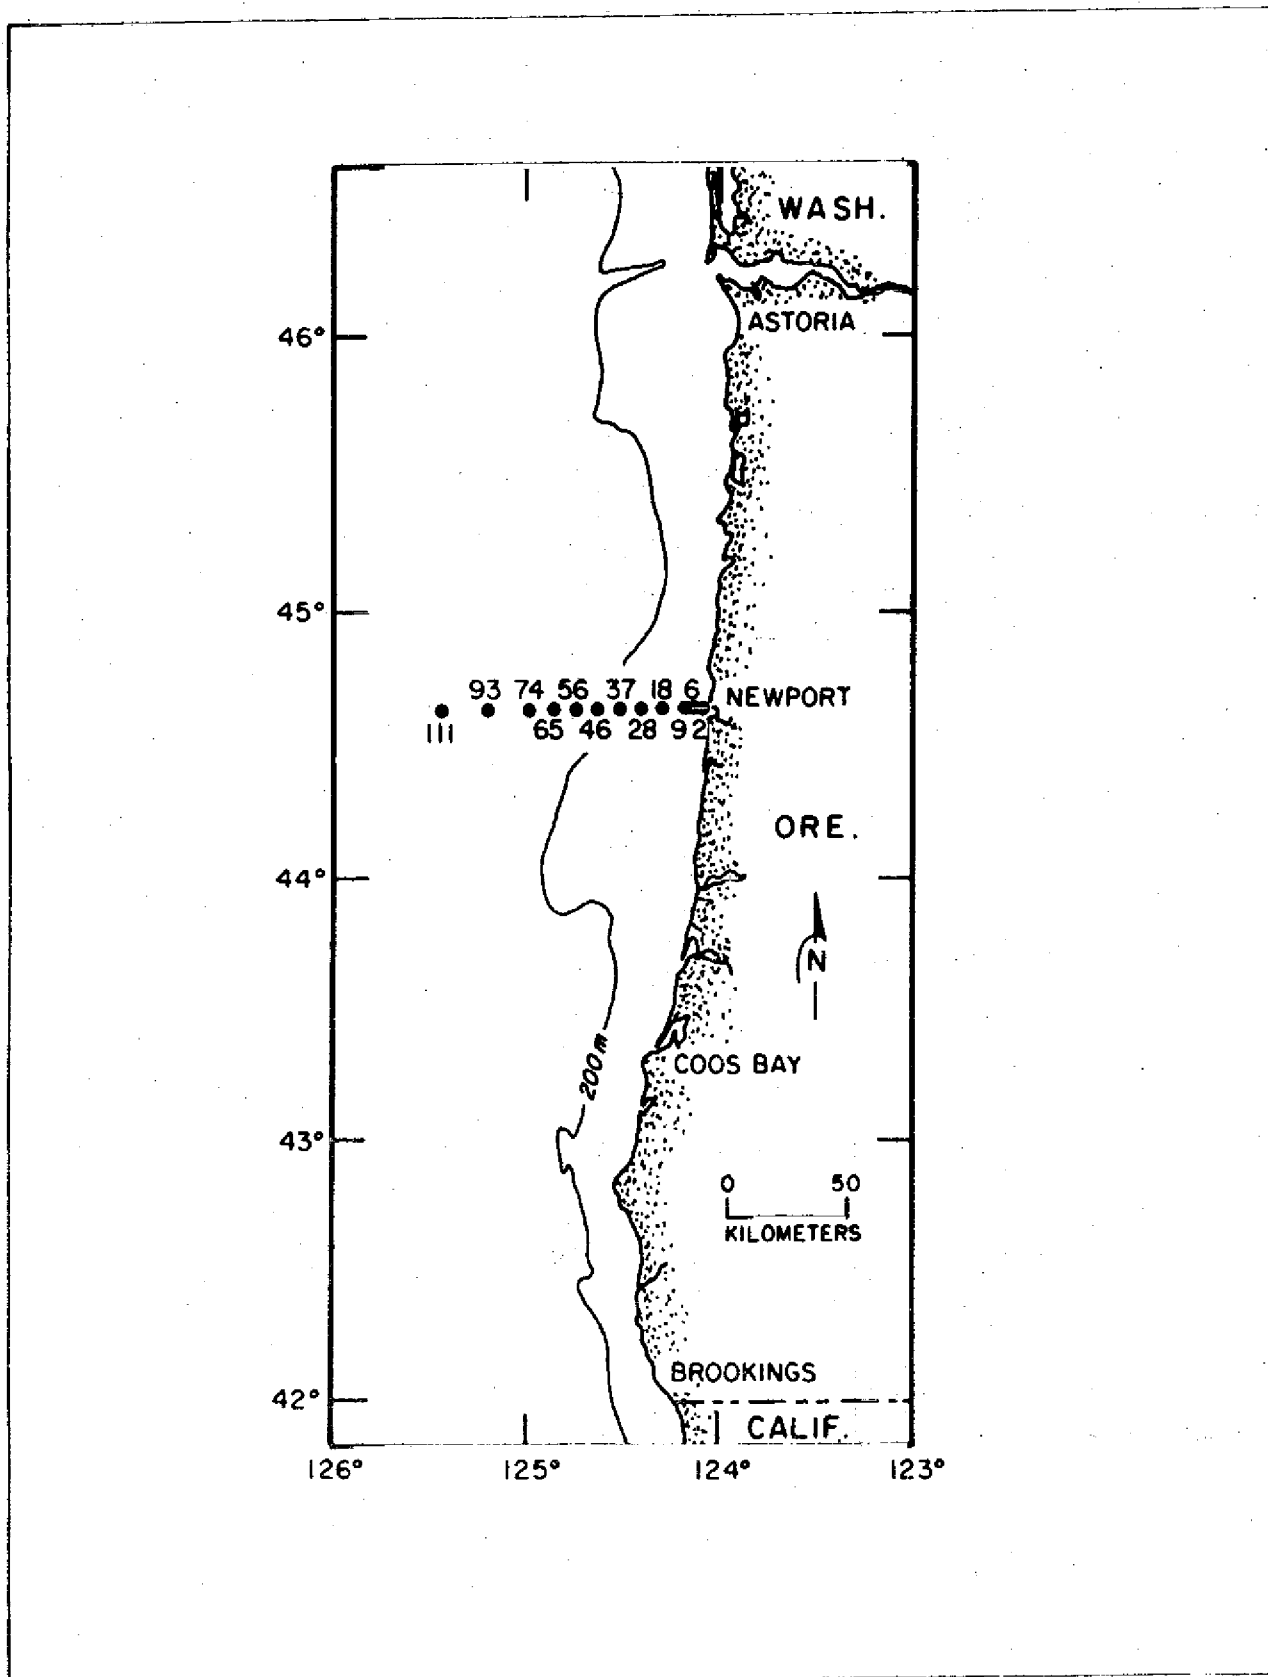 WASH.
ASTORIA
46°
45°
93 74 56 37 18 6
NEWPORT
111 65 46 28 9 2
ORE.
44°
N
200m
COOS BAY
43°
0 50
KILOMETERS
BROOKINGS
42°
CALIF.
126° 125° 124° 123°